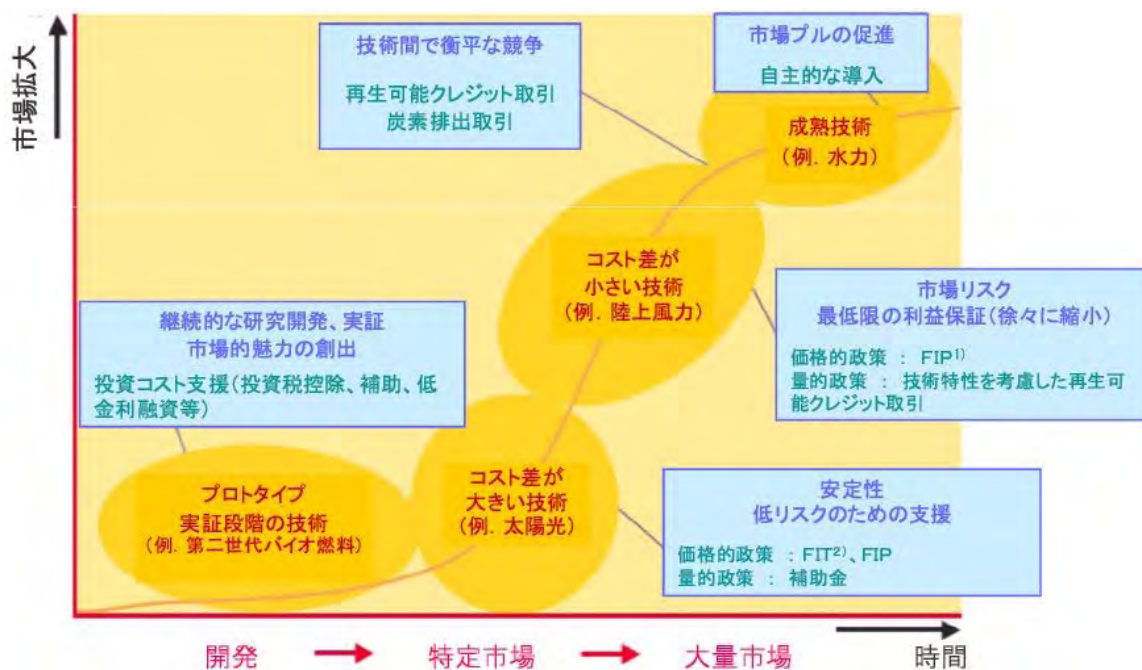 市場拡大
技術間で衡平な競争
再生可能クレジット取引
炭素排出取引
市場プルの促進
自主的な導入
成熟技術
(例．水力)
コスト差が
小さい技術
(例．陸上風力)
市場リスク
最低限の利益保証(徐々に縮小)
価格的政策 ： FIP1)
量的政策 ： 技術特性を考慮した再生可
能クレジット取引
継続的な研究開発、実証
市場的魅力の創出
投資コスト支援(投資税控除、補助、低
金利融資等)
プロトタイプ
実証段階の技術
(例．第二世代バイオ燃料)
コスト差が
大きい技術
(例．太陽光)
安定性
低リスクのための支援
価格的政策 ： FIT2)、FIP
量的政策 ： 補助金
開発 → 特定市場 → 大量市場
時間